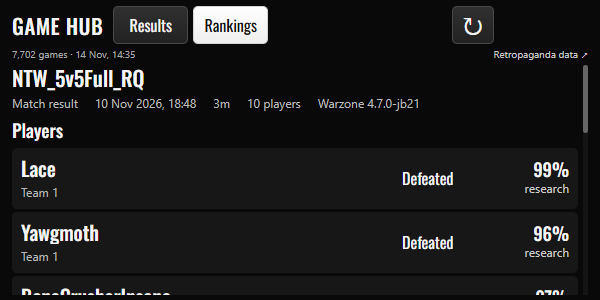 GAME HUB Results Rankings ↻
7,702 games · 14 Nov, 14:35 Retropaganda data ↗
NTW_5v5Full_RQ
Match result 10 Nov 2026, 18:48 3m 10 players Warzone 4.7.0-jb21
Players
Lace Defeated 99%
Team 1 research
Yawgmoth Defeated 96%
Team 1 research